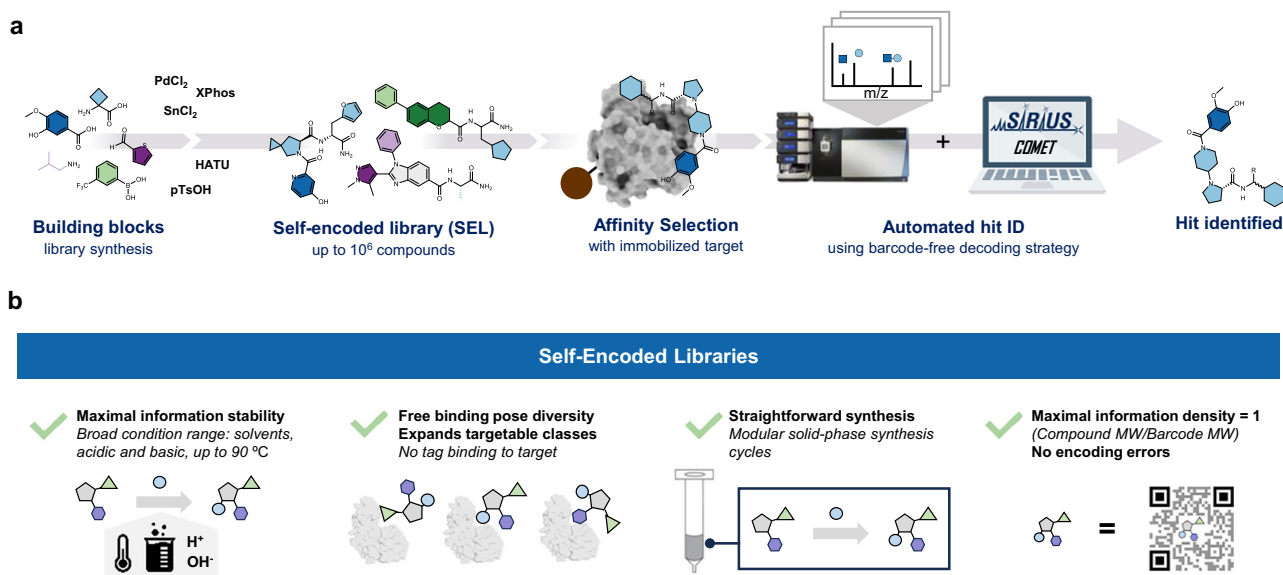 a
PdCl2
XPhos
SnCl2
HATU
pTsOH
m/z
+
SIRIUS
COMET
Building blocks
library synthesis
Self-encoded library (SEL)
up to 10⁶ compounds
Affinity Selection
with immobilized target
Automated hit ID
using barcode-free decoding strategy
Hit identified
b
Self-Encoded Libraries
Maximal information stability
Broad condition range: solvents,
acidic and basic, up to 90 ºC
H⁺
OH⁻
Free binding pose diversity
Expands targetable classes
No tag binding to target
Straightforward synthesis
Modular solid-phase synthesis
cycles
Maximal information density = 1
(Compound MW/Barcode MW)
No encoding errors
=